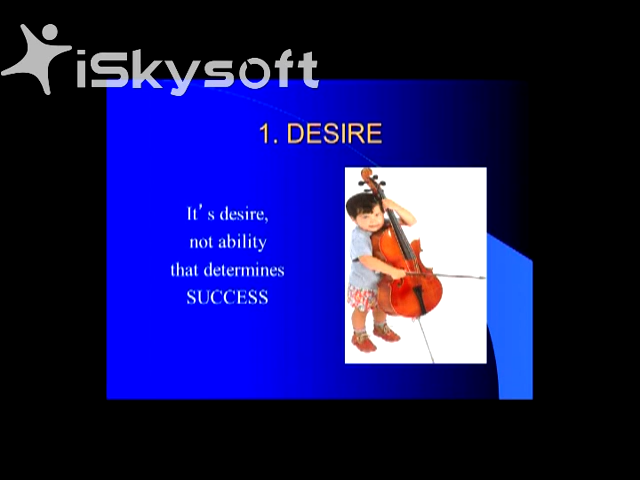 iSkysoft
1. DESIRE
It's desire,
not ability
that determines
SUCCESS